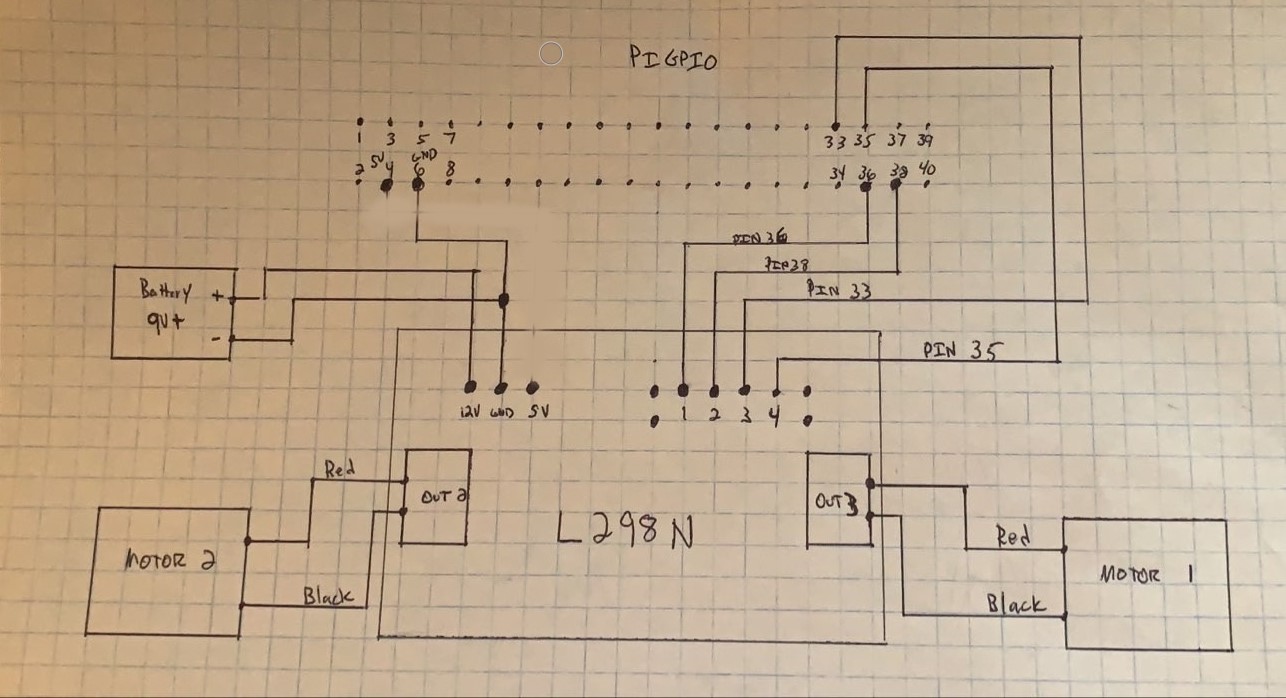 PI GPIO
1 3 5 7 33 35 37 39
5V GND
2 4 6 8 34 36 38 40
PIN 36
PIN 38
PIN 33
PIN 35
Battery +
9V+
-
12V GND 5V
1 2 3 4
Red
OUT 2
OUT 3
L298N
MOTOR 2
Black
Red
MOTOR 1
Black